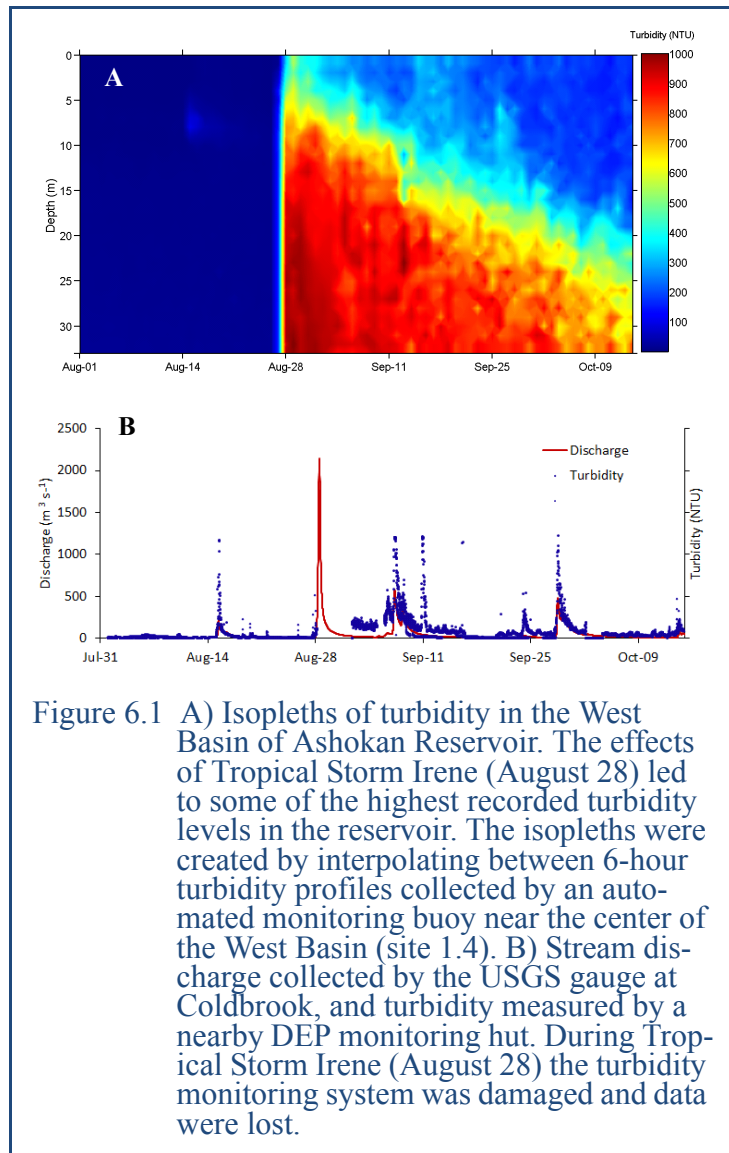 Turbidity (NTU)
A
0
5
10
15
20
25
30
Depth (m)
1000
900
800
700
600
500
400
300
200
100
Aug-01
Aug-14
Aug-28
Sep-11
Sep-25
Oct-09
B
2500
2000
1500
1000
500
0
Discharge (m³ s⁻¹)
Discharge
Turbidity
Turbidity (NTU)
Jul-31
Aug-14
Aug-28
Sep-11
Sep-25
Oct-09
Figure 6.1 A) Isopleths of turbidity in the West
Basin of Ashokan Reservoir. The effects
of Tropical Storm Irene (August 28) led
to some of the highest recorded turbidity
levels in the reservoir. The isopleths were
created by interpolating between 6-hour
turbidity profiles collected by an auto-
mated monitoring buoy near the center of
the West Basin (site 1.4). B) Stream dis-
charge collected by the USGS gauge at
Coldbrook, and turbidity measured by a
nearby DEP monitoring hut. During Trop-
ical Storm Irene (August 28) the turbidity
monitoring system was damaged and data
were lost.